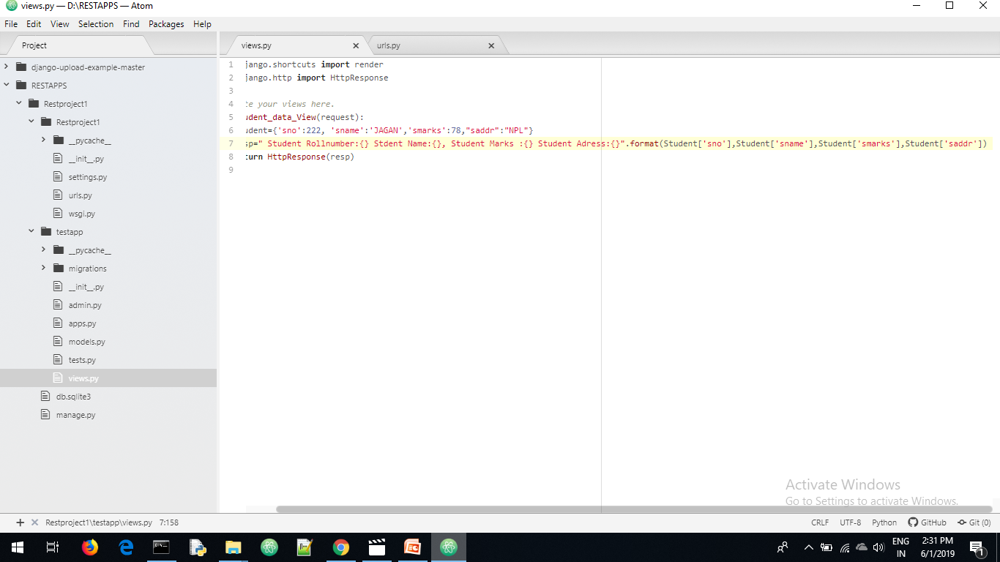 views.py — D:\RESTAPPS — Atom
File Edit View Selection Find Packages Help
Project
views.py
urls.py
django-upload-example-master
RESTAPPS
Restproject1
Restproject1
__pycache__
__init__.py
settings.py
urls.py
wsgi.py
testapp
__pycache__
migrations
__init__.py
admin.py
apps.py
models.py
tests.py
views.py
db.sqlite3
manage.py
1 jango.shortcuts import render
2 jango.http import HttpResponse
3
4 te your views here.
5 udent_data_View(request):
6 udent={'sno':222, 'sname':'JAGAN','smarks':78,"saddr":"NPL"}
7 sp=" Student Rollnumber:{} Stdent Name:{}, Student Marks :{} Student Adress:{}".format(Student['sno'],Student['sname'],Student['smarks'],Student['saddr'])
8 turn HttpResponse(resp)
9
Activate Windows
Go to Settings to activate Windows.
Restproject1\testapp\views.py 7:158
CRLF UTF-8 Python GitHub Git (0)
ENG
IN
2:31 PM
6/1/2019
1